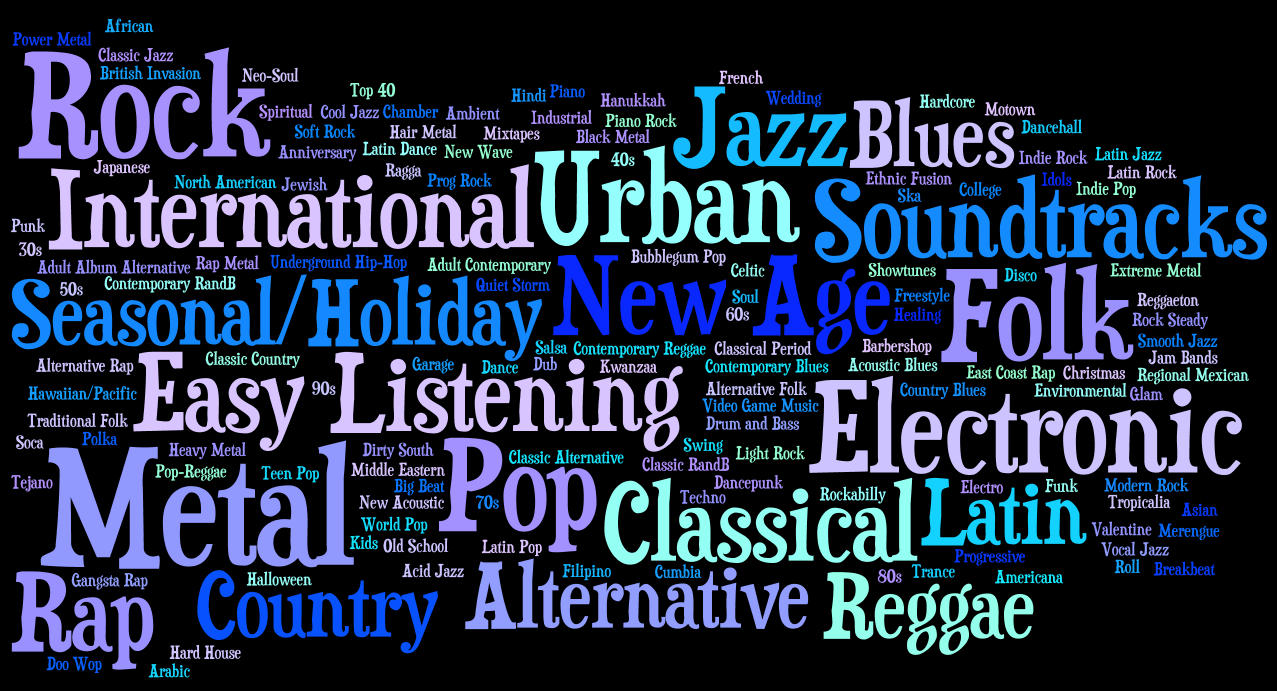 African
Power Metal
Classic Jazz
British Invasion
Neo-Soul
Rock
Top 40
Spiritual
Cool Jazz
Chamber
Ambient
Soft Rock
Hair Metal
Mixtapes
Anniversary
Latin Dance
New Wave
French
Hindi
Piano
Hanukkah
Wedding
Industrial
Piano Rock
Black Metal
Jazz
Blues
Hardcore
Motown
Dancehall
Indie Rock
Latin Jazz
Latin Rock
Japanese
North American
Jewish
Ragga
Prog Rock
40s
International
Urban
Ethnic Fusion
Ska
College
Idols
Indie Pop
Soundtracks
Punk
30s
Adult Album Alternative
Rap Metal
Underground Hip-Hop
Adult Contemporary
Bubblegum Pop
Celtic
Showtunes
Disco
Extreme Metal
50s
Contemporary RandB
Quiet Storm
Seasonal/Holiday
New Age
Soul
60s
Freestyle
Healing
Folk
Reggaeton
Rock Steady
Smooth Jazz
Jam Bands
Salsa
Contemporary Reggae
Classical Period
Barbershop
Alternative Rap
Classic Country
Garage
Dance
Dub
Kwanzaa
Contemporary Blues
Acoustic Blues
East Coast Rap
Christmas
Regional Mexican
Hawaiian/Pacific
Easy Listening
90s
Alternative Folk
Country Blues
Environmental
Glam
Video Game Music
Traditional Folk
Drum and Bass
Electronic
Soca
Polka
Heavy Metal
Dirty South
Swing
Light Rock
Classic Alternative
Classic RandB
Tejano
Metal
Pop-Reggae
Teen Pop
Middle Eastern
Big Beat
New Acoustic
70s
Pop
Dancepunk
Techno
Rockabilly
Classical
Latin
Electro
Funk
Modern Rock
Tropicalia
Asian
World Pop
Kids
Old School
Latin Pop
Valentine
Merengue
Vocal Jazz
Progressive
Roll
Breakbeat
Rap
Gangsta Rap
Halloween
Country
Acid Jazz
Alternative
Filipino
Cumbia
80s
Trance
Americana
Reggae
Hard House
Doo Wop
Arabic